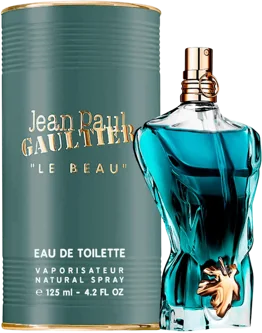 Jean Paul
GAULTIER
"LE BEAU"
EAU DE TOILETTE
VAPORISATEUR
NATURAL SPRAY
℮ 125 ml - 4.2 FL OZ